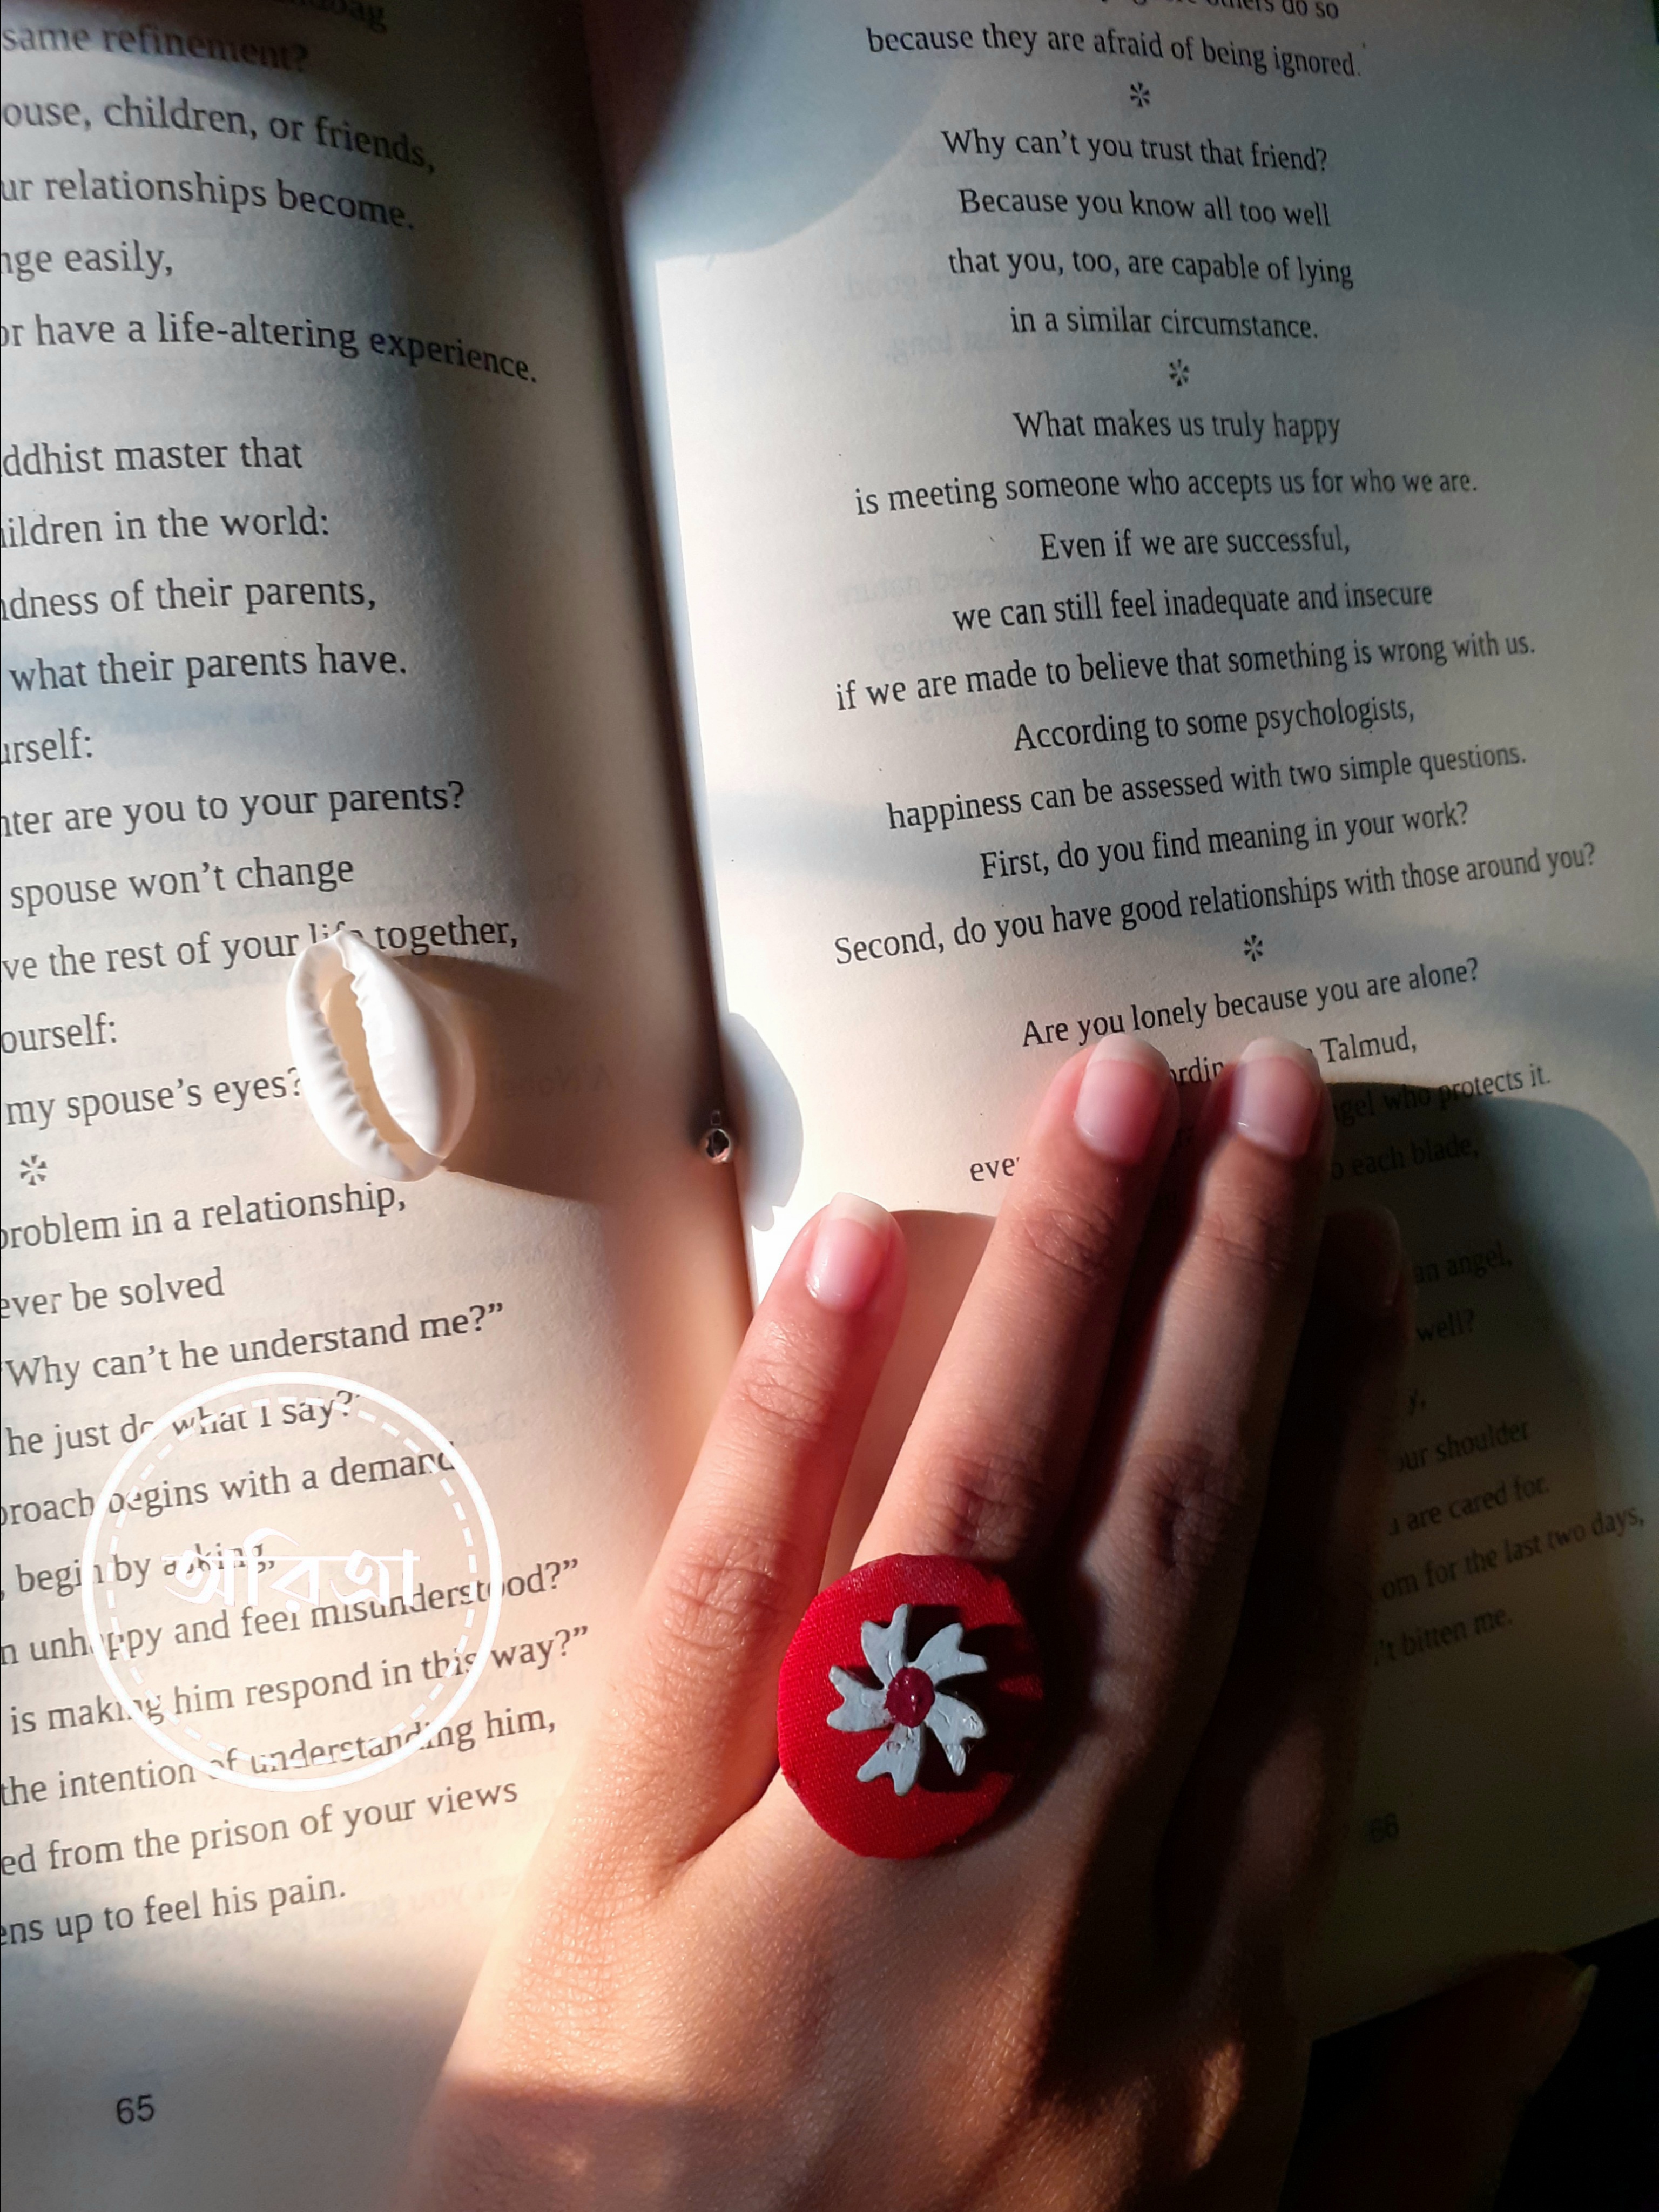 same refinement?
ouse, children, or friends,
ur relationships become.
nge easily,
or have a life-altering experience.
ddhist master that
ildren in the world:
ndness of their parents,
what their parents have.
urself:
nter are you to your parents?
spouse won't change
ve the rest of your life together,
ourself:
my spouse's eyes?
problem in a relationship,
ever be solved
"Why can't he understand me?"
he just do what I say?"
proach begins with a demand
, begin by asking,
n unhappy and feel misunderstood?"
is making him respond in this way?"
the intention of understanding him,
ed from the prison of your views
ens up to feel his pain.
65
অরিত্রা
others do so
because they are afraid of being ignored.
Why can't you trust that friend?
Because you know all too well
that you, too, are capable of lying
in a similar circumstance.
What makes us truly happy
is meeting someone who accepts us for who we are.
Even if we are successful,
we can still feel inadequate and insecure
if we are made to believe that something is wrong with us.
According to some psychologists,
happiness can be assessed with two simple questions.
First, do you find meaning in your work?
Second, do you have good relationships with those around you?
Are you lonely because you are alone?
Talmud,
who protects it.
each blade,
an angel,
well?
y,
our shoulder
are cared for.
om for the last two days,
't bitten me.
66